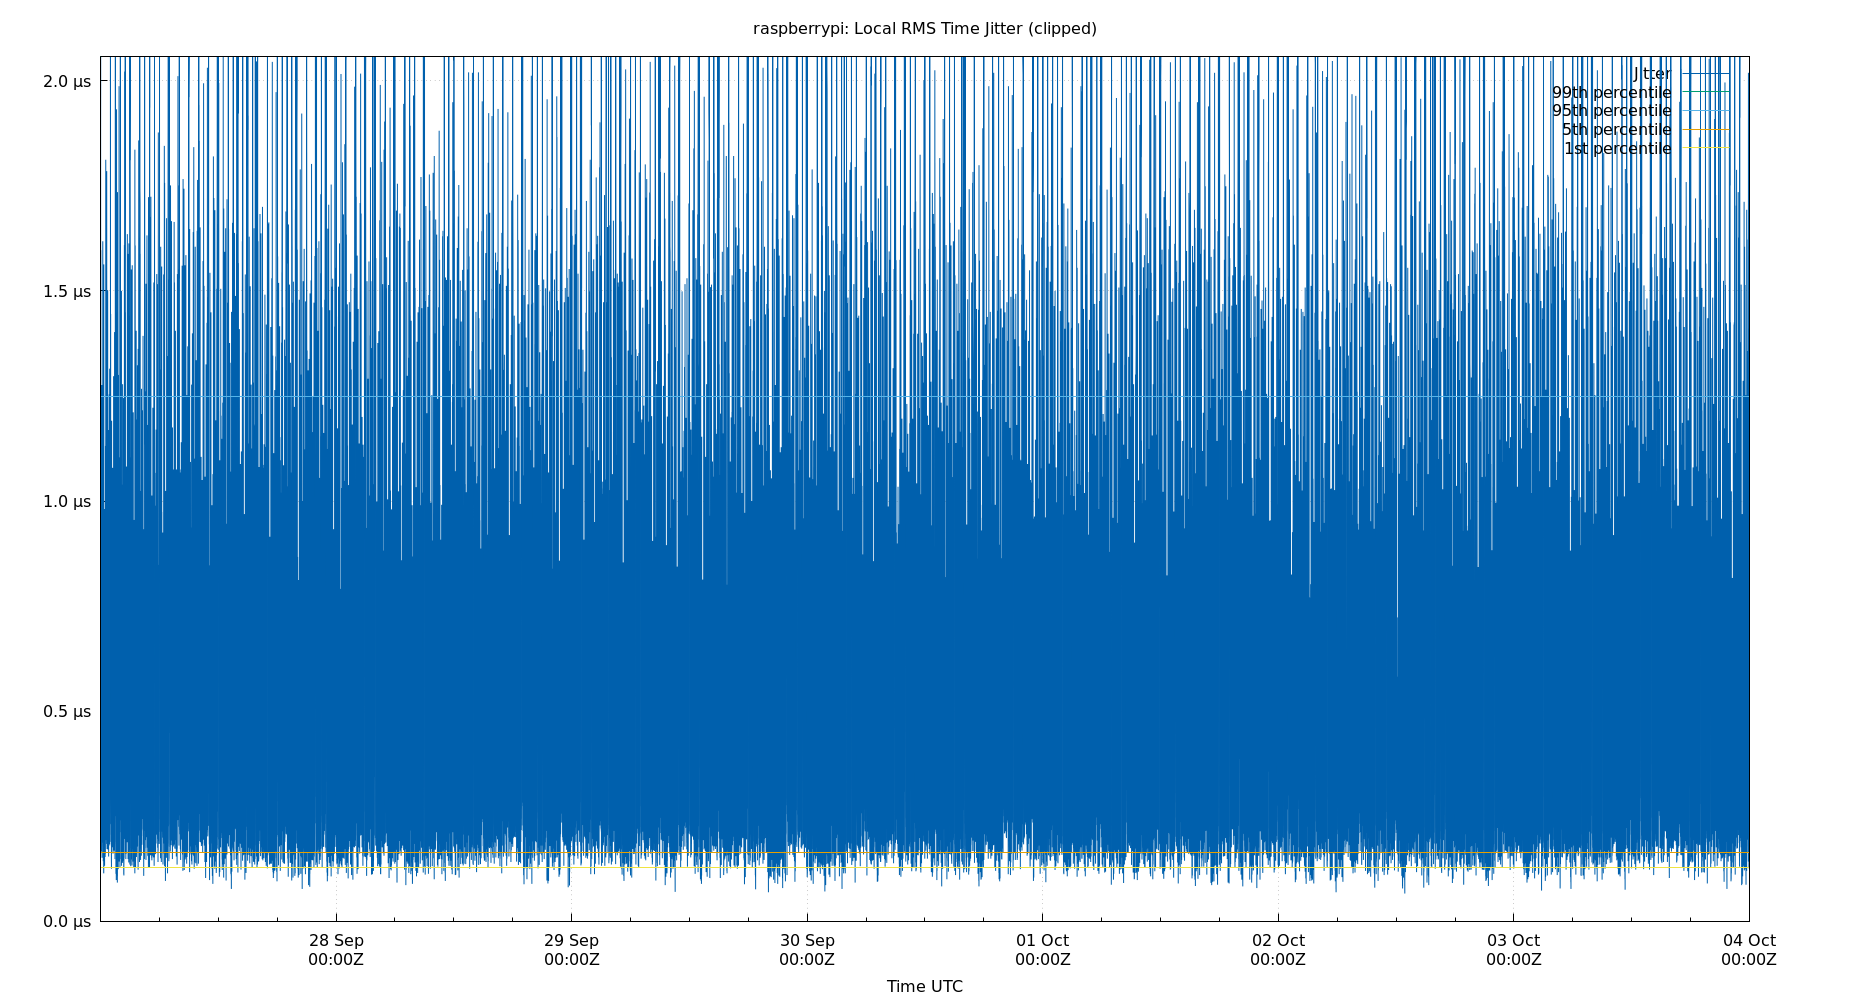 raspberrypi: Local RMS Time Jitter (clipped)
2.0 µs
1.5 µs
1.0 µs
0.5 µs
0.0 µs
Jitter
99th percentile
95th percentile
5th percentile
1st percentile
28 Sep
00:00Z
29 Sep
00:00Z
30 Sep
00:00Z
01 Oct
00:00Z
02 Oct
00:00Z
03 Oct
00:00Z
04 Oct
00:00Z
Time UTC